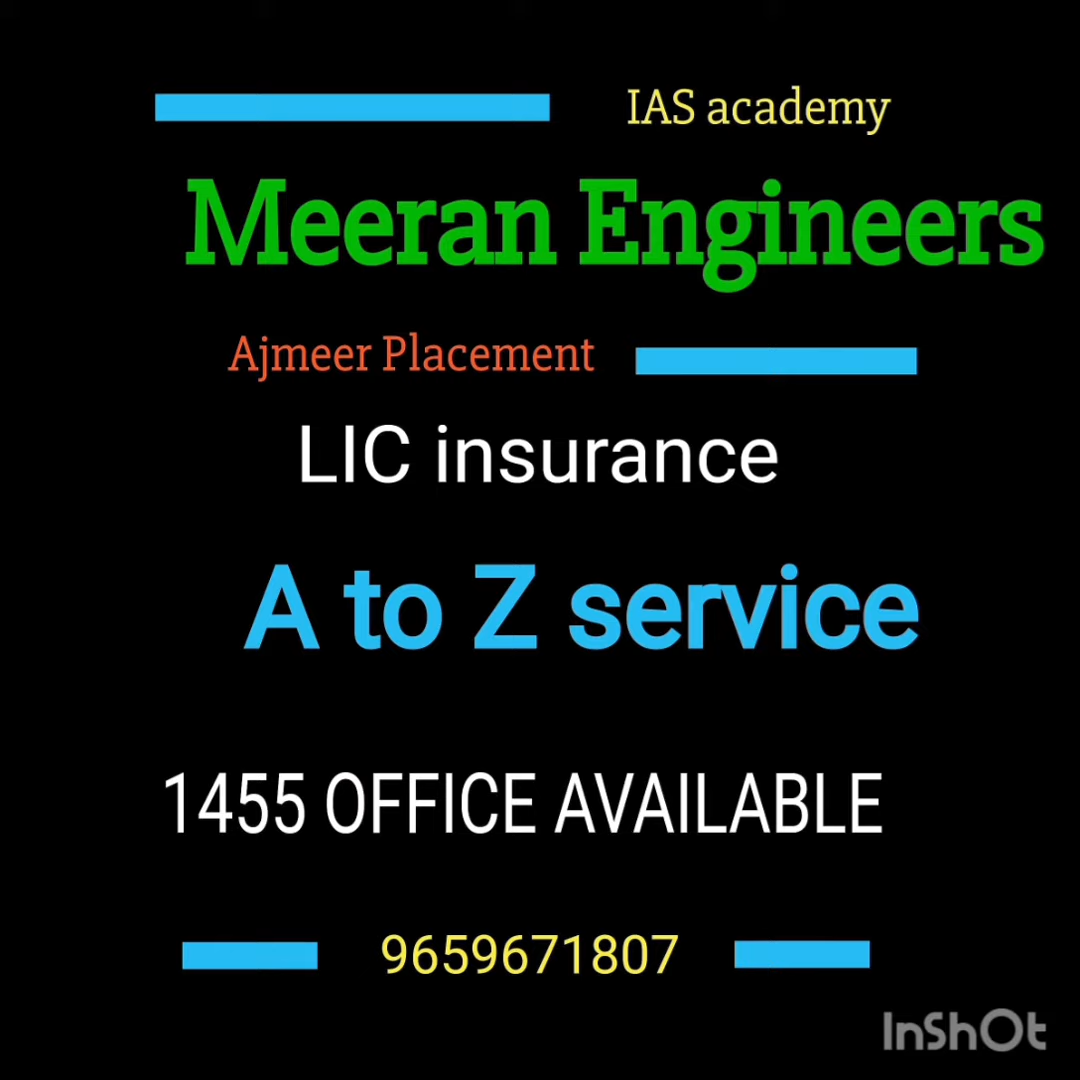 IAS academy
Meeran Engineers
Ajmeer Placement
LIC insurance
A to Z service
1455 OFFICE AVAILABLE
9659671807
InShOt